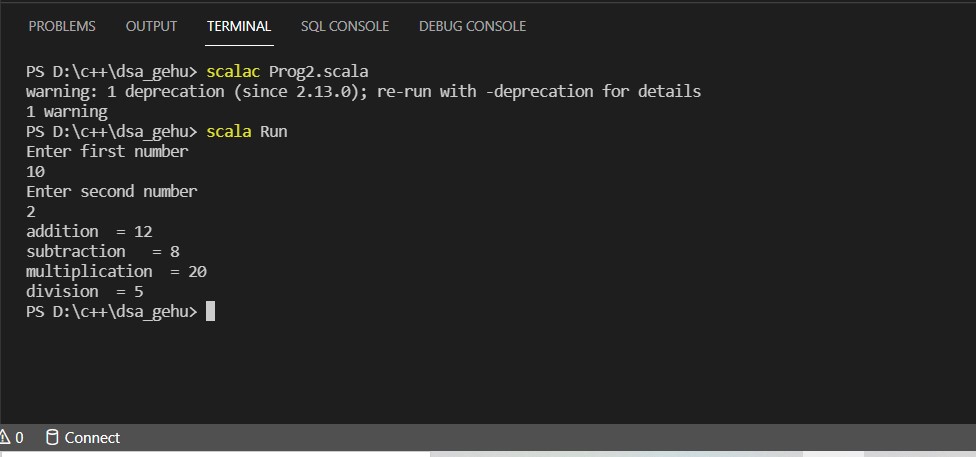 PROBLEMS OUTPUT TERMINAL SQL CONSOLE DEBUG CONSOLE
PS D:\c++\dsa_gehu> scalac Prog2.scala
warning: 1 deprecation (since 2.13.0); re-run with -deprecation for details
1 warning
PS D:\c++\dsa_gehu> scala Run
Enter first number
10
Enter second number
2
addition  = 12
subtraction   = 8
multiplication  = 20
division  = 5
PS D:\c++\dsa_gehu>
0 Connect